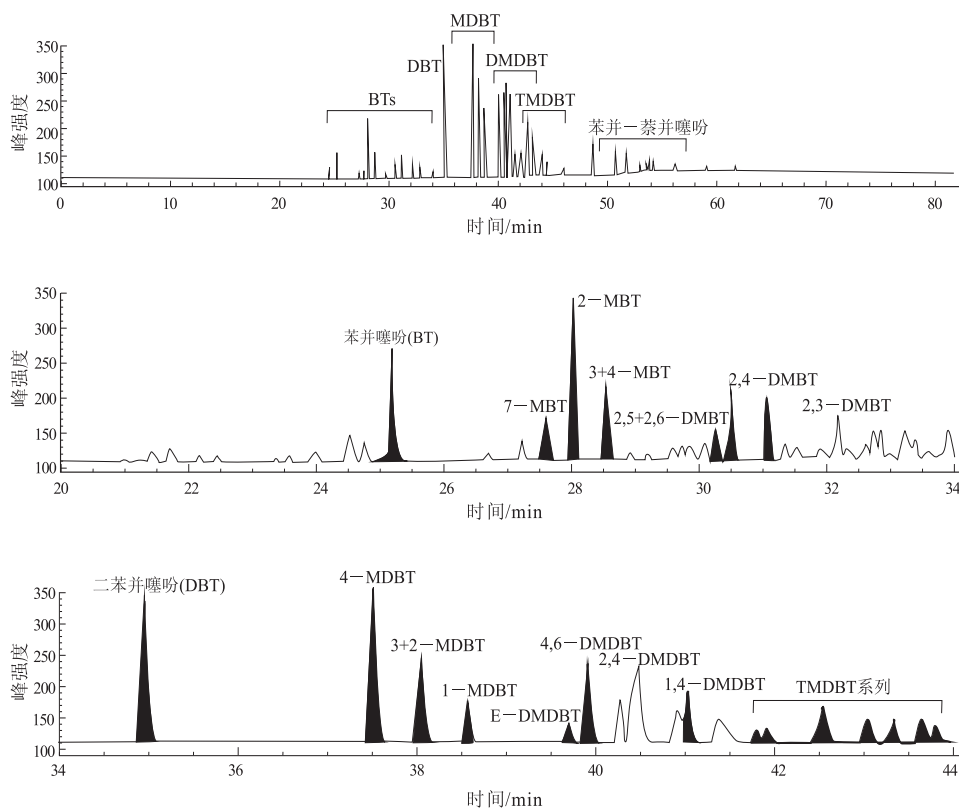 MDBT
DBT
DMDBT
BTs
TMDBT
苯并－萘并噻吩
350
300
250
200
150
100
峰强度
0
10
20
30
40
50
60
70
80
时间/min
350
300
250
200
150
100
峰强度
苯并噻吩(BT)
2－MBT
3+4－MBT
7－MBT
2,5+2,6－DMBT
2,4－DMBT
2,3－DMBT
20
22
24
26
28
30
32
34
时间/min
350
300
250
200
150
100
峰强度
二苯并噻吩(DBT)
4－MDBT
3+2－MDBT
1－MDBT
E－DMDBT
4,6－DMDBT
2,4－DMDBT
1,4－DMDBT
TMDBT系列
34
36
38
40
42
44
时间/min